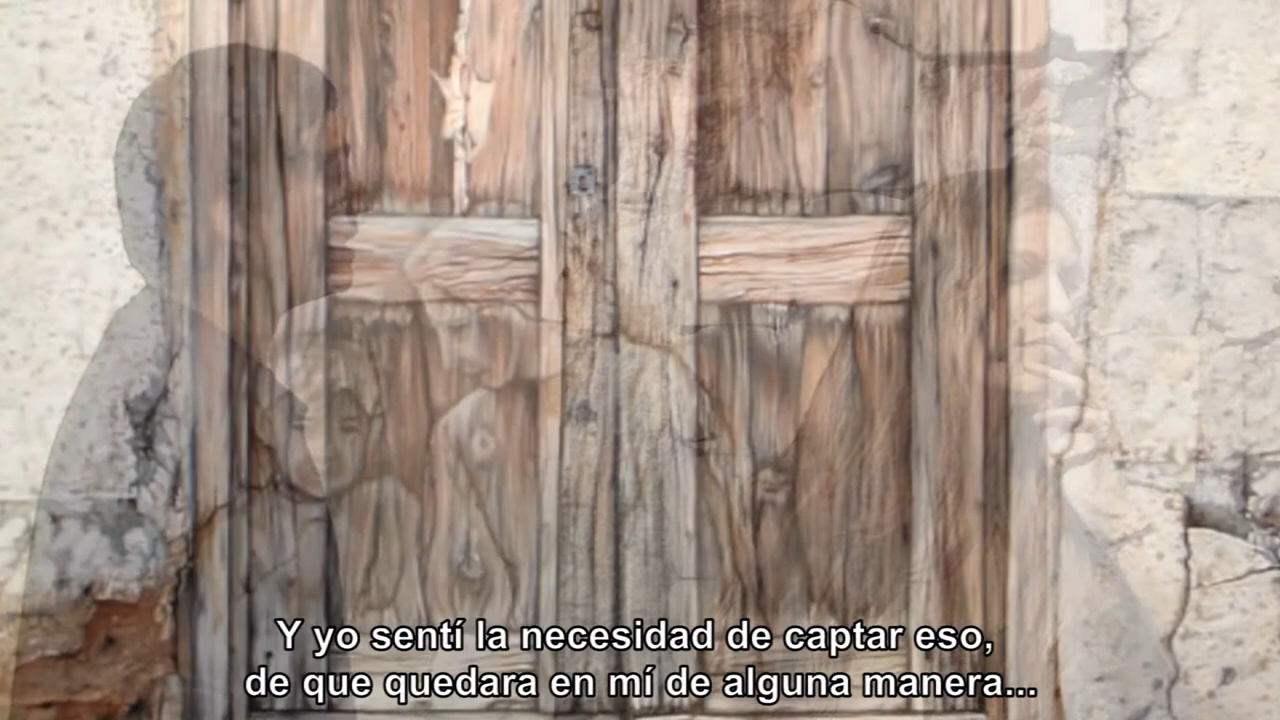 Y yo sentí la necesidad de captar eso,
de que quedara en mí de alguna manera...